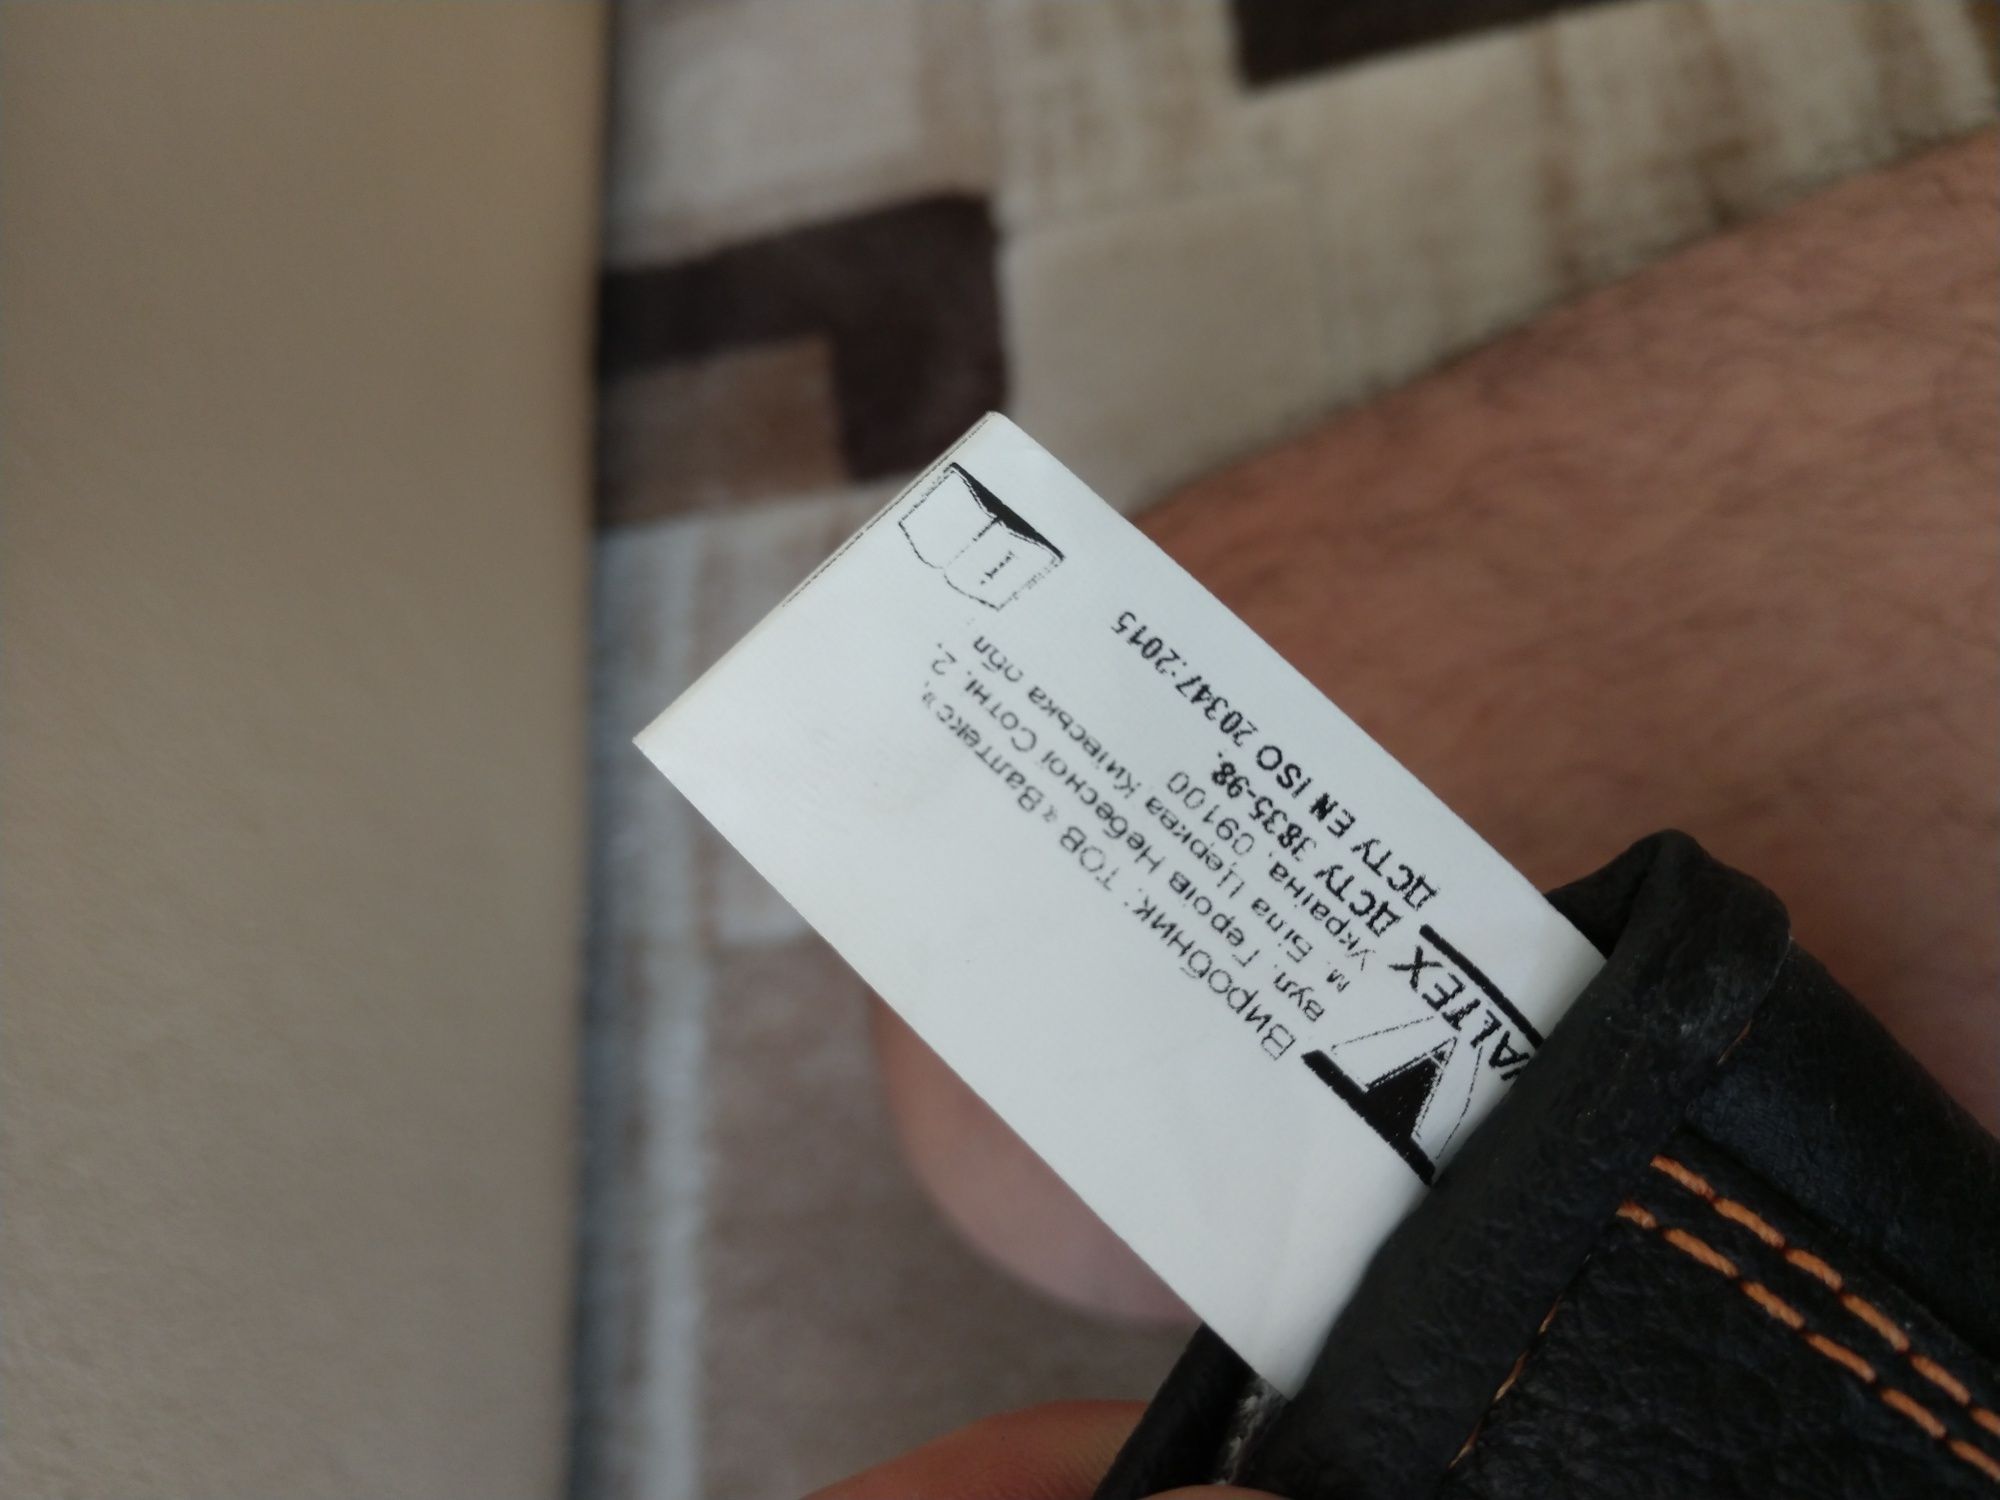 VALTEX
Виробник: ТОВ «Валтекс»,
вул. Героїв Небесної Сотні, 2,
м. Біла Церква Київська обл
Україна, 09100
ДСТУ 3835-98.
ДСТУ EN ISO 20347:2015
i